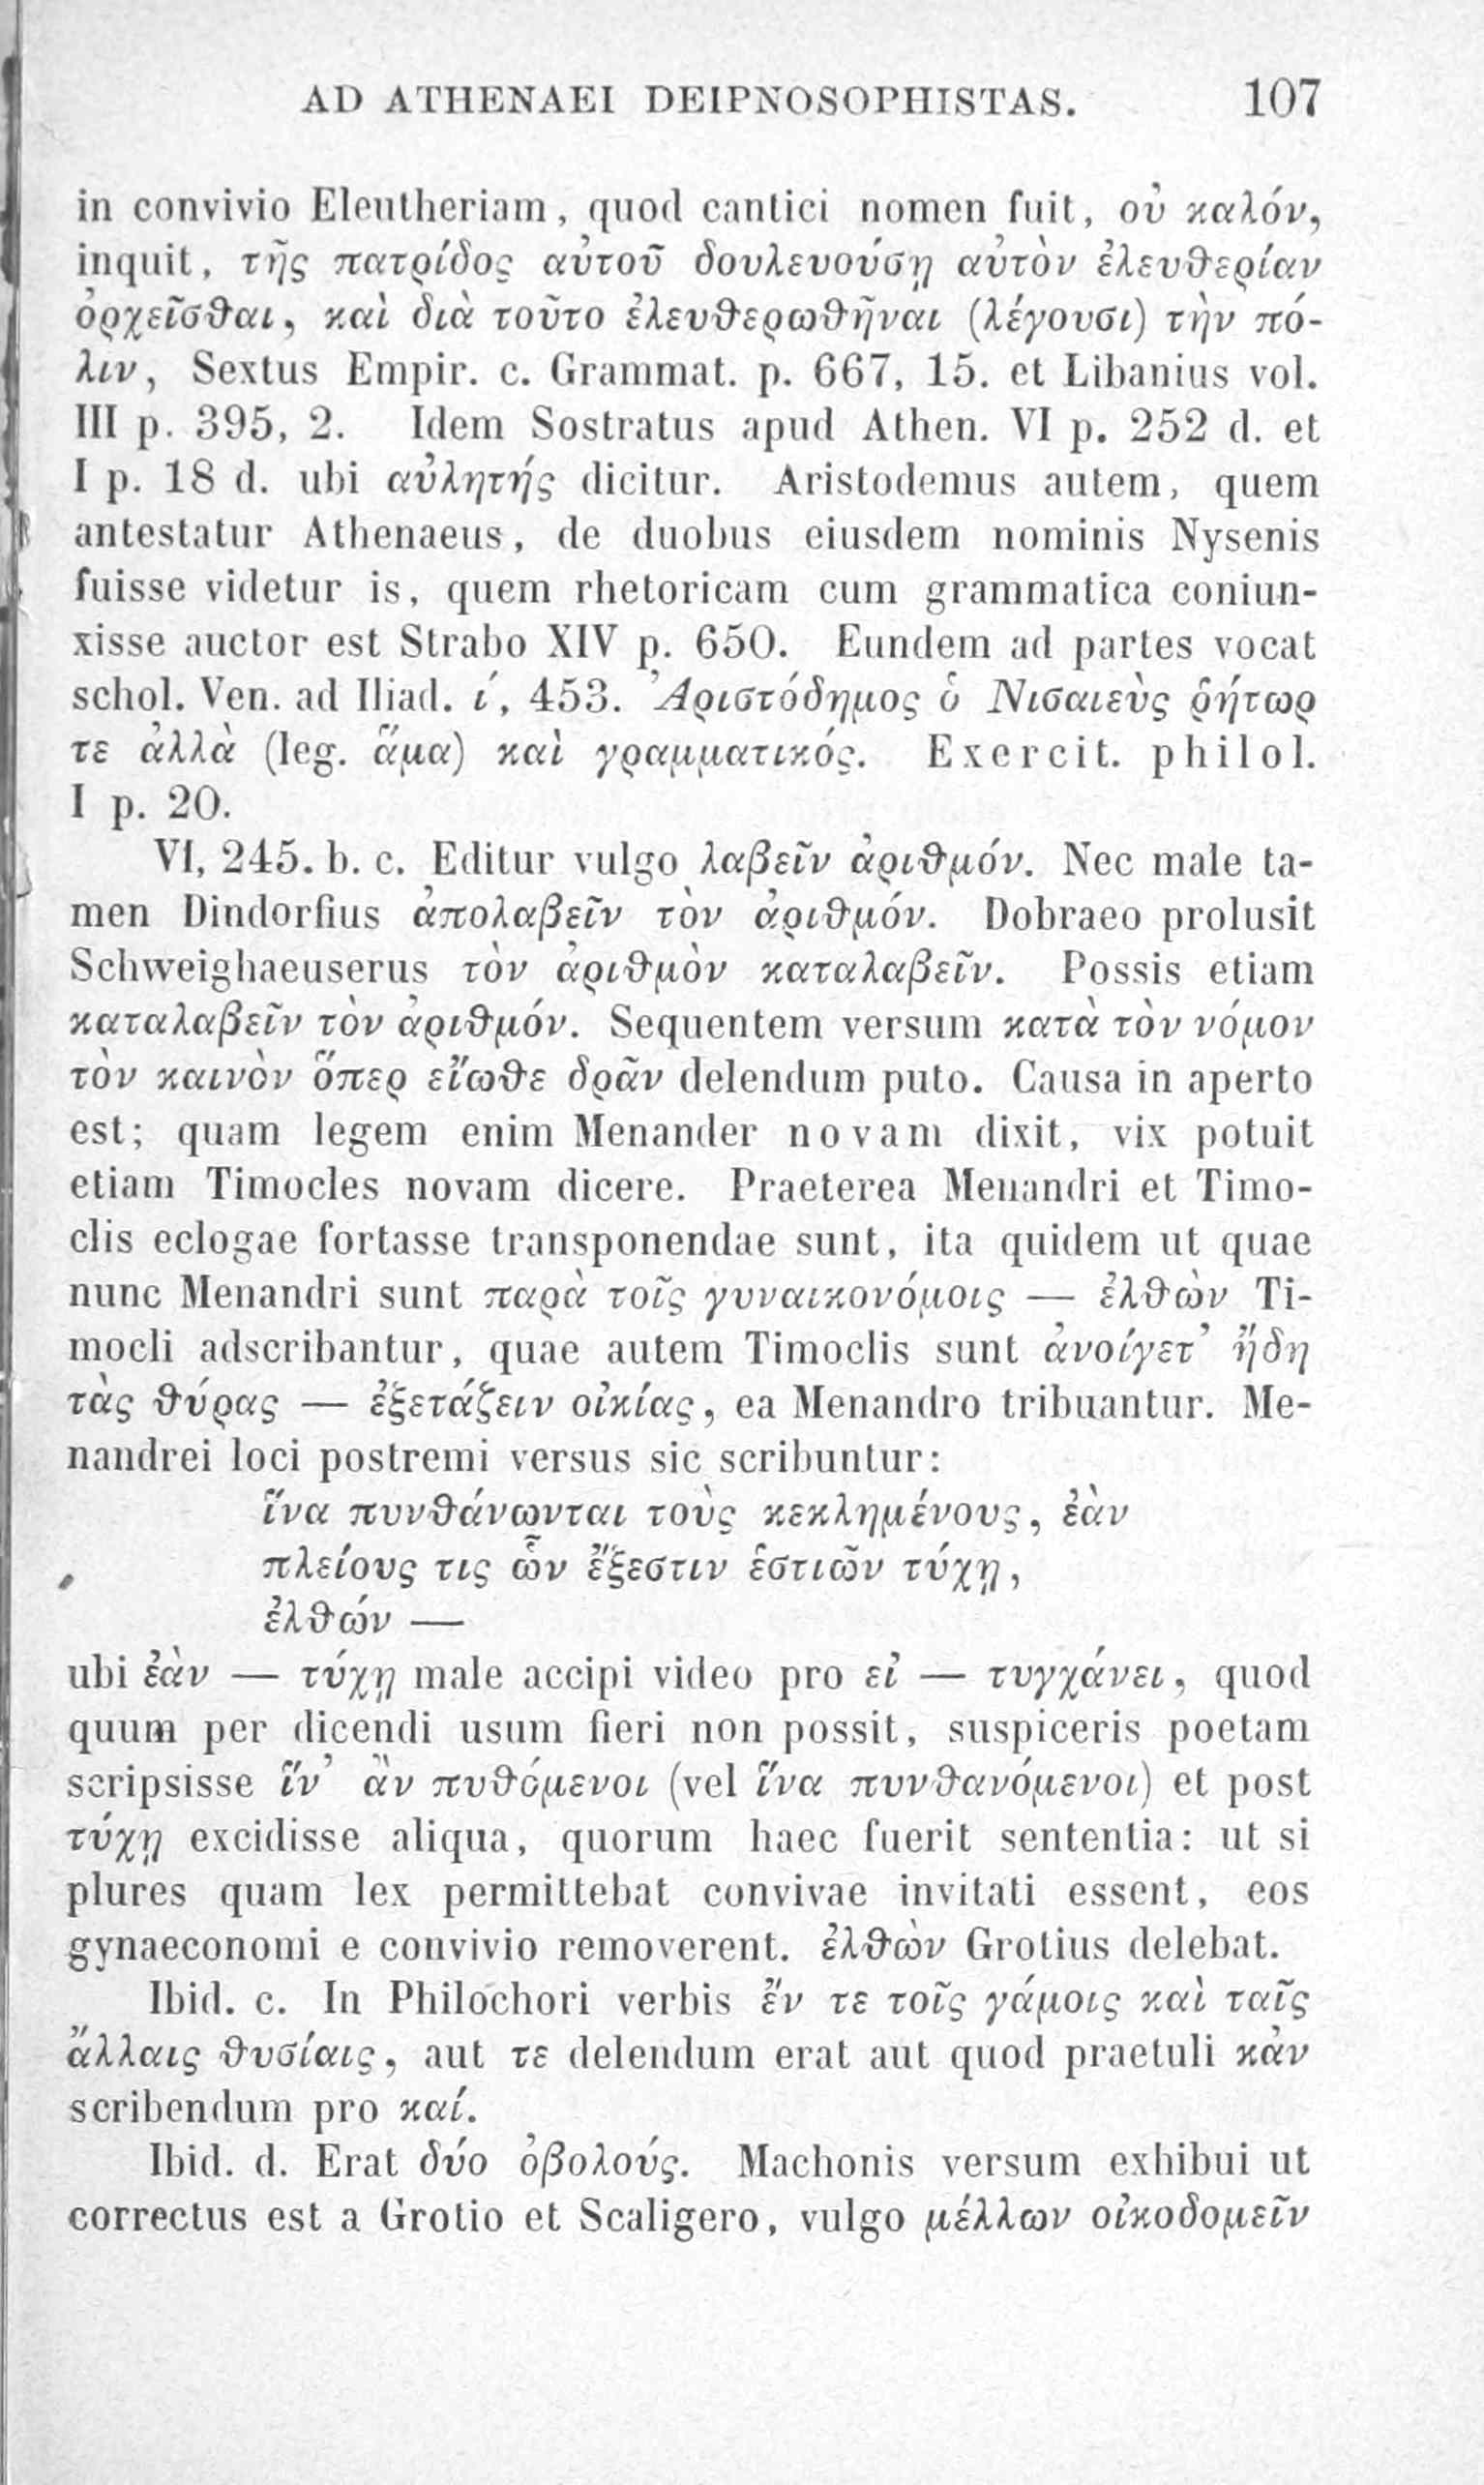 AD ATHENAEI DEIPNOSOPHISTAS. 107
in convivio Eleutheriam, quod cantici nomen fuit, οὐ καλόν,
inquit, τῆς πατρίδος αὐτοῦ δουλευούσῃ αὐτὸν ἐλευθερίαν
ὀρχεῖσθαι, καὶ διὰ τοῦτο ἐλευθερωθῆναι (λέγουσι) τὴν πό-
λιν, Sextus Empir. c. Grammat. p. 667, 15. et Libanius vol.
III p. 395, 2. Idem Sostratus apud Athen. VI p. 252 d. et
I p. 18 d. ubi αὐλητής dicitur. Aristodemus autem, quem
antestatur Athenaeus, de duobus eiusdem nominis Nysenis
fuisse videtur is, quem rhetoricam cum grammatica coniun-
xisse auctor est Strabo XIV p. 650. Eundem ad partes vocat
schol. Ven. ad Iliad. ί, 453. Ἀριστόδημος ὁ Νισαιεὺς ῥήτωρ
τε ἀλλὰ (leg. ἅμα) καὶ γραμματικός. Exercit. philol.
I p. 20.
VI, 245. b. c. Editur vulgo λαβεῖν ἀριθμόν. Nec male ta-
men Dindorfius ἀπολαβεῖν τὸν ἀριθμόν. Dobraeo prolusit
Schweighaeuserus τὸν ἀριθμὸν καταλαβεῖν. Possis etiam
καταλαβεῖν τὸν ἀριθμόν. Sequentem versum κατὰ τὸν νόμον
τὸν καινὸν ὅπερ εἴωθε δρᾶν delendum puto. Causa in aperto
est; quam legem enim Menander novam dixit, vix potuit
etiam Timocles novam dicere. Praeterea Menandri et Timo-
clis eclogae fortasse transponendae sunt, ita quidem ut quae
nunc Menandri sunt παρὰ τοῖς γυναικονόμοις — ἐλθὼν Ti-
mocli adscribantur, quae autem Timoclis sunt ἀνοίγετ’ ἤδη
τὰς θύρας — ἐξετάζειν οἰκίας, ea Menandro tribuantur. Me-
nandrei loci postremi versus sic scribuntur:
ἵνα πυνθάνωνται τοὺς κεκλημένους, ἐὰν
πλείους τις ὧν ἔξεστιν ἑστιῶν τύχῃ,
ἐλθών —
ubi ἐὰν — τύχῃ male accipi video pro εἰ — τυγχάνει, quod
quum per dicendi usum fieri non possit, suspiceris poetam
scripsisse ἵν’ ἂν πυθόμενοι (vel ἵνα πυνθανόμενοι) et post
τύχῃ excidisse aliqua, quorum haec fuerit sententia: ut si
plures quam lex permittebat convivae invitati essent, eos
gynaeconomi e convivio removerent. ἐλθὼν Grotius delebat.
Ibid. c. In Philochori verbis ἔν τε τοῖς γάμοις καὶ ταῖς
ἄλλαις θυσίαις, aut τε delendum erat aut quod praetuli κἀν
scribendum pro καί.
Ibid. d. Erat δύο ὀβολούς. Machonis versum exhibui ut
correctus est a Grotio et Scaligero, vulgo μέλλων οἰκοδομεῖν